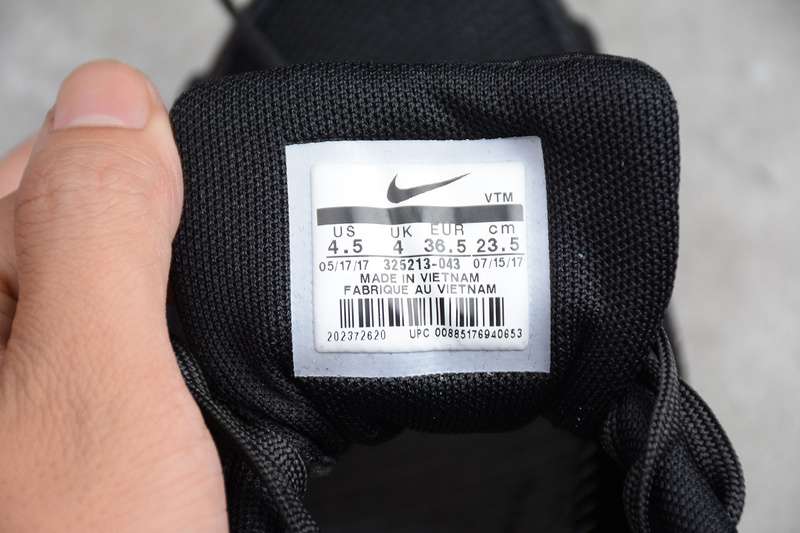 VTM
US UK EUR cm
4.5 4 36.5 23.5
05/17/17 325213-043 07/15/17
MADE IN VIETNAM
FABRIQUE AU VIETNAM
202372620 UPC 00885176940653